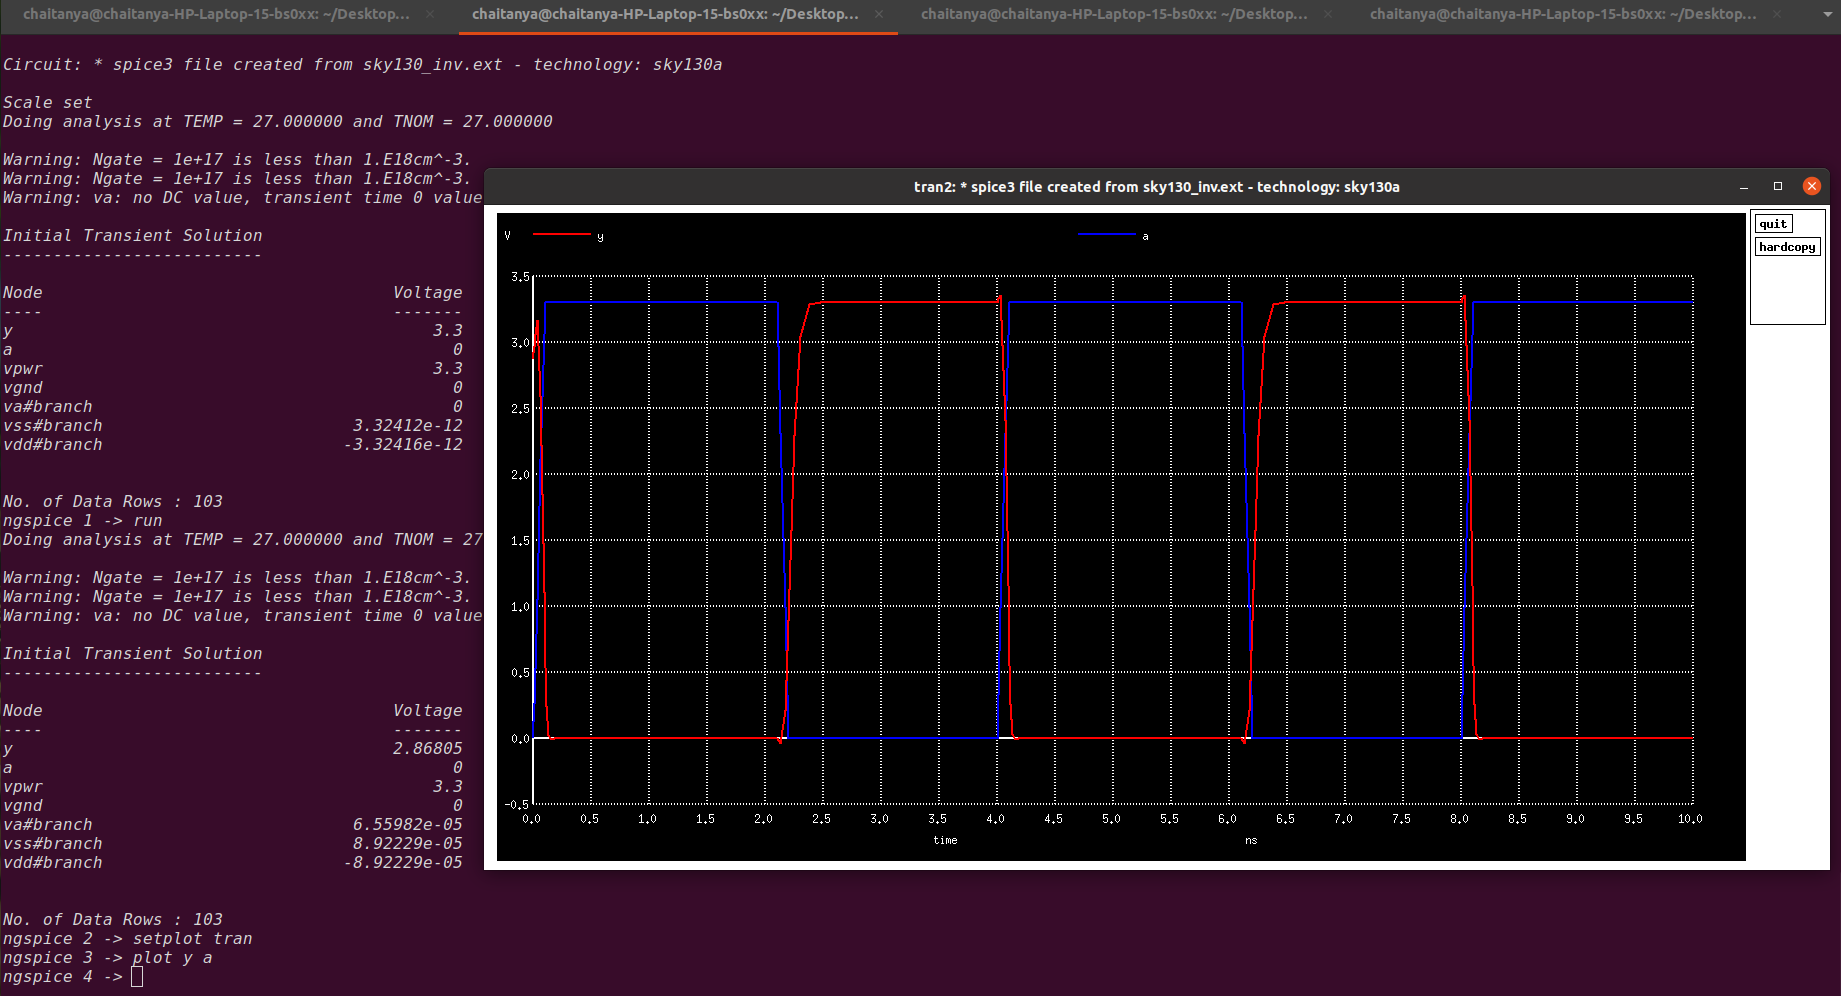 chaitanya@chaitanya-HP-Laptop-15-bs0xx: ~/Desktop... × chaitanya@chaitanya-HP-Laptop-15-bs0xx: ~/Desktop... × chaitanya@chaitanya-HP-Laptop-15-bs0xx: ~/Desktop... × chaitanya@chaitanya-HP-Laptop-15-bs0xx: ~/Desktop... ×
Circuit: * spice3 file created from sky130_inv.ext - technology: sky130a
Scale set
Doing analysis at TEMP = 27.000000 and TNOM = 27.000000
Warning: Ngate = 1e+17 is less than 1.E18cm^-3.
Warning: Ngate = 1e+17 is less than 1.E18cm^-3.
Warning: va: no DC value, transient time 0 value
Initial Transient Solution
--------------------------
Node Voltage
---- -------
y 3.3
a 0
vpwr 3.3
vgnd 0
va#branch 0
vss#branch 3.32412e-12
vdd#branch -3.32416e-12
No. of Data Rows : 103
ngspice 1 -> run
Doing analysis at TEMP = 27.000000 and TNOM = 27
Warning: Ngate = 1e+17 is less than 1.E18cm^-3.
Warning: Ngate = 1e+17 is less than 1.E18cm^-3.
Warning: va: no DC value, transient time 0 value
Initial Transient Solution
--------------------------
Node Voltage
---- -------
y 2.86805
a 0
vpwr 3.3
vgnd 0
va#branch 6.55982e-05
vss#branch 8.92229e-05
vdd#branch -8.92229e-05
No. of Data Rows : 103
ngspice 2 -> setplot tran
ngspice 3 -> plot y a
ngspice 4 ->
tran2: * spice3 file created from sky130_inv.ext - technology: sky130a
quit
hardcopy
V y a
3.5
3.0
2.5
2.0
1.5
1.0
0.5
0.0
-0.5
0.0 0.5 1.0 1.5 2.0 2.5 3.0 3.5 4.0 4.5 5.0 5.5 6.0 6.5 7.0 7.5 8.0 8.5 9.0 9.5 10.0
time ns